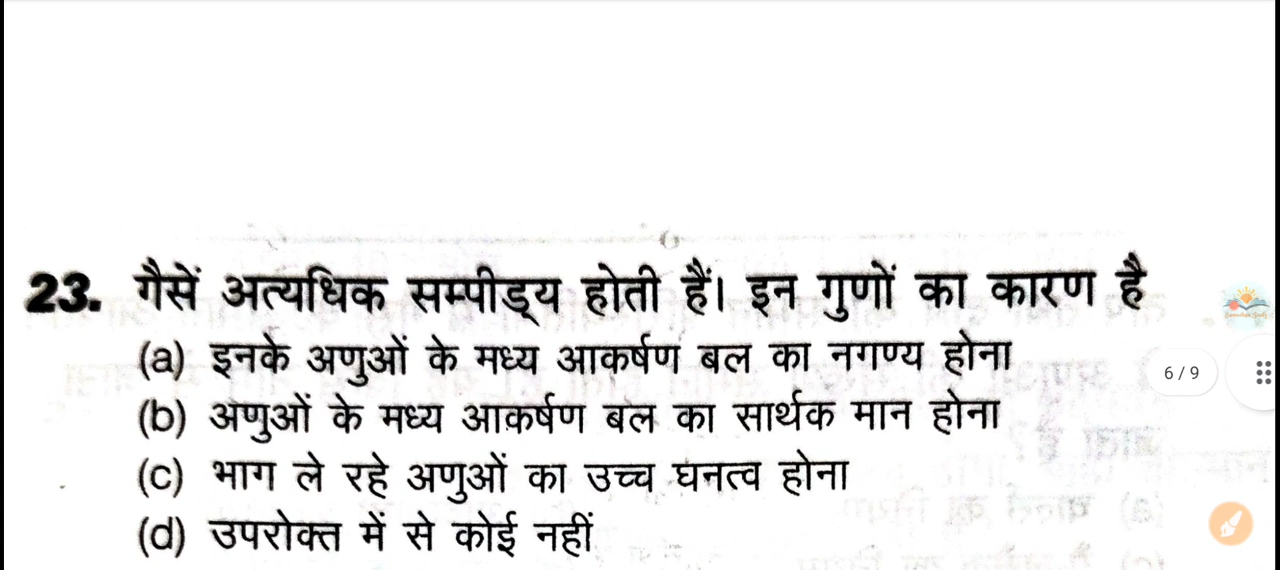 23. गैसें अत्यधिक सम्पीड्य होती हैं। इन गुणों का कारण है
(a) इनके अणुओं के मध्य आकर्षण बल का नगण्य होना
6 / 9
(b) अणुओं के मध्य आकर्षण बल का सार्थक मान होना
(c) भाग ले रहे अणुओं का उच्च घनत्व होना
(d) उपरोक्त में से कोई नहीं